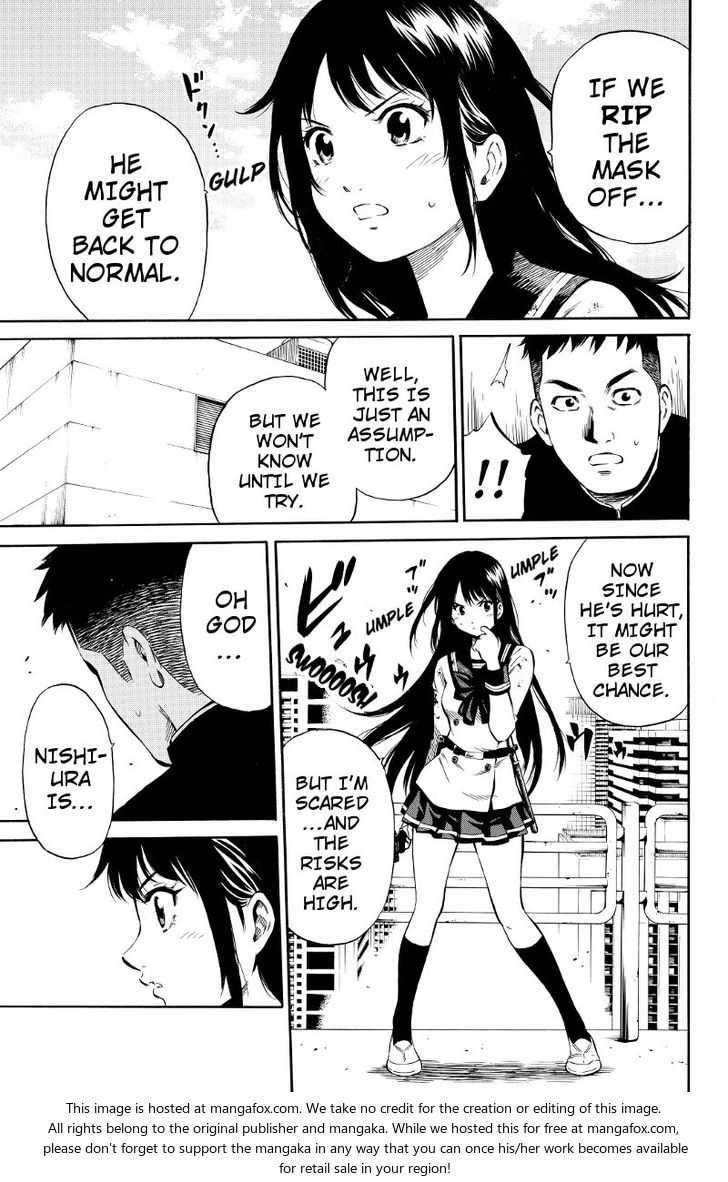 IF WE
RIP
THE
MASK
OFF...
ドクン...
GULP
HE
MIGHT
GET
BACK TO
NORMAL.
!!
WELL,
THIS IS
JUST AN
ASSUMP-
TION.
BUT WE
WON'T
KNOW
UNTIL WE
TRY.
NOW
SINCE
HE'S HURT,
IT MIGHT
BE OUR
BEST
CHANCE.
UMPLE
UMPLE
SWOOOOSH
BUT I'M
SCARED
...AND
THE
RISKS
ARE
HIGH.
OH
GOD
...
NISHI-
URA
IS...
This image is hosted at mangafox.com. We take no credit for the creation or editing of this image.
All rights belong to the original publisher and mangaka. While we hosted this for free at mangafox.com,
please don't forget to support the mangaka in any way that you can once his/her work becomes available
for retail sale in your region!